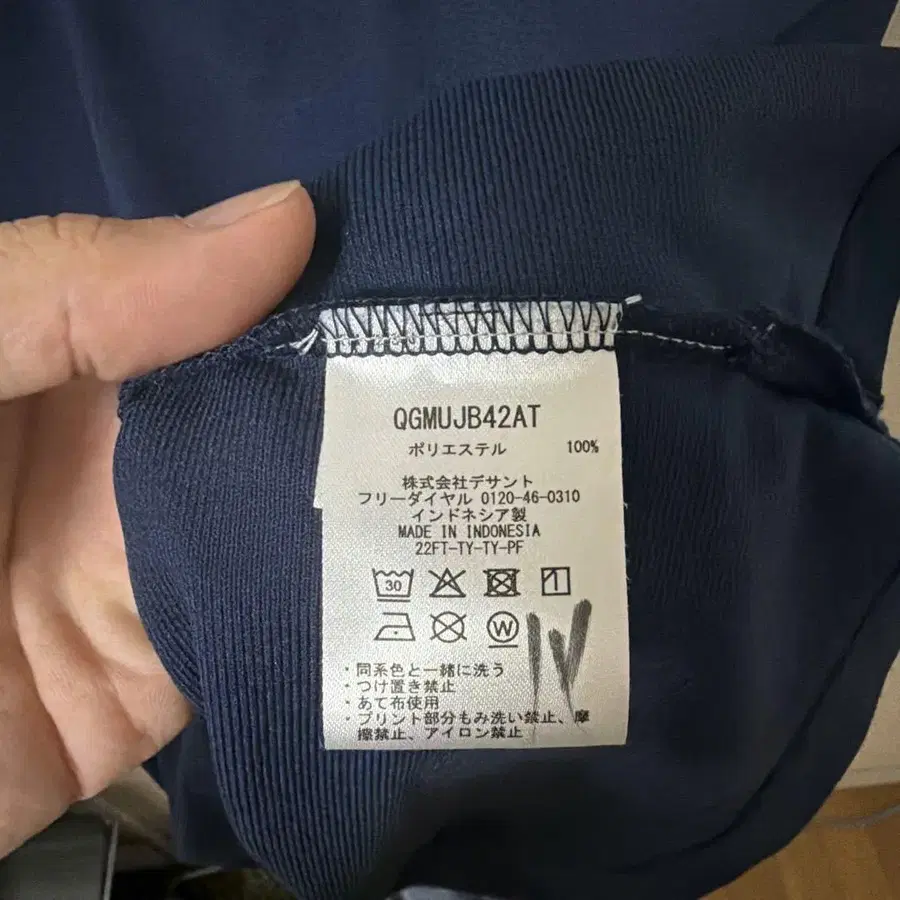 QGMUJB42AT
ポリエステル 100%
株式会社デサント
フリーダイヤル 0120-46-0310
インドネシア製
MADE IN INDONESIA
22FT-TY-TY-PF
30
W
・同系色と一緒に洗う
・つけ置き禁止
・あて布使用
・プリント部分もみ洗い禁止、摩
擦禁止、アイロン禁止